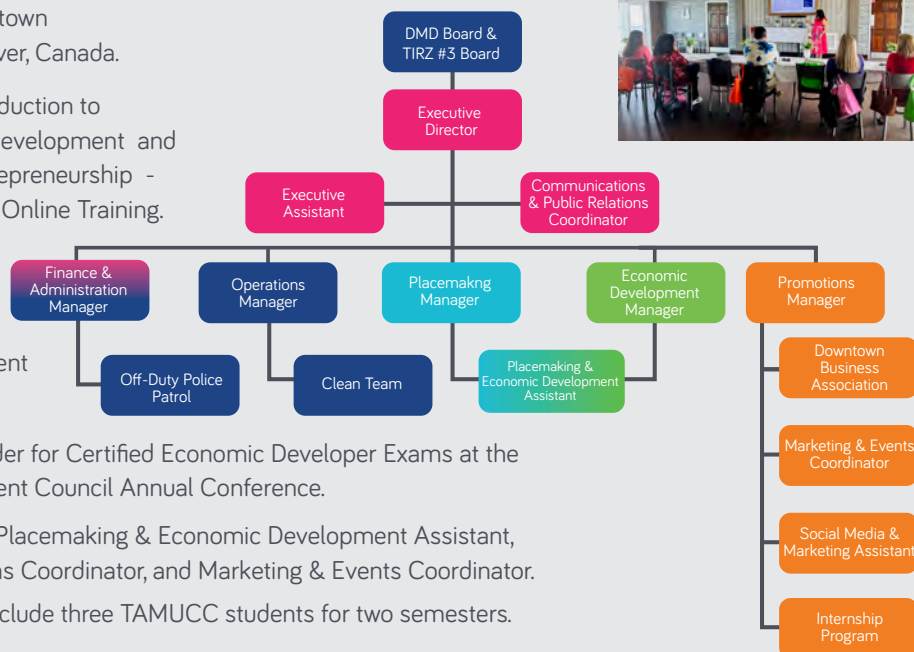 town
ver, Canada.
duction to
evelopment and
epreneurship -
Online Training.
ent
der for Certified Economic Developer Exams at the
ent Council Annual Conference.
Placemaking & Economic Development Assistant,
ns Coordinator, and Marketing & Events Coordinator.
clude three TAMUCC students for two semesters.
DMD Board &
TIRZ #3 Board
Executive
Director
Executive
Assistant
Communications
& Public Relations
Coordinator
Finance &
Administration
Manager
Operations
Manager
Placemakng
Manager
Economic
Development
Manager
Promotions
Manager
Off-Duty Police
Patrol
Clean Team
Placemaking &
Economic Development
Assistant
Downtown
Business
Association
Marketing & Events
Coordinator
Social Media &
Marketing Assistant
Internship
Program